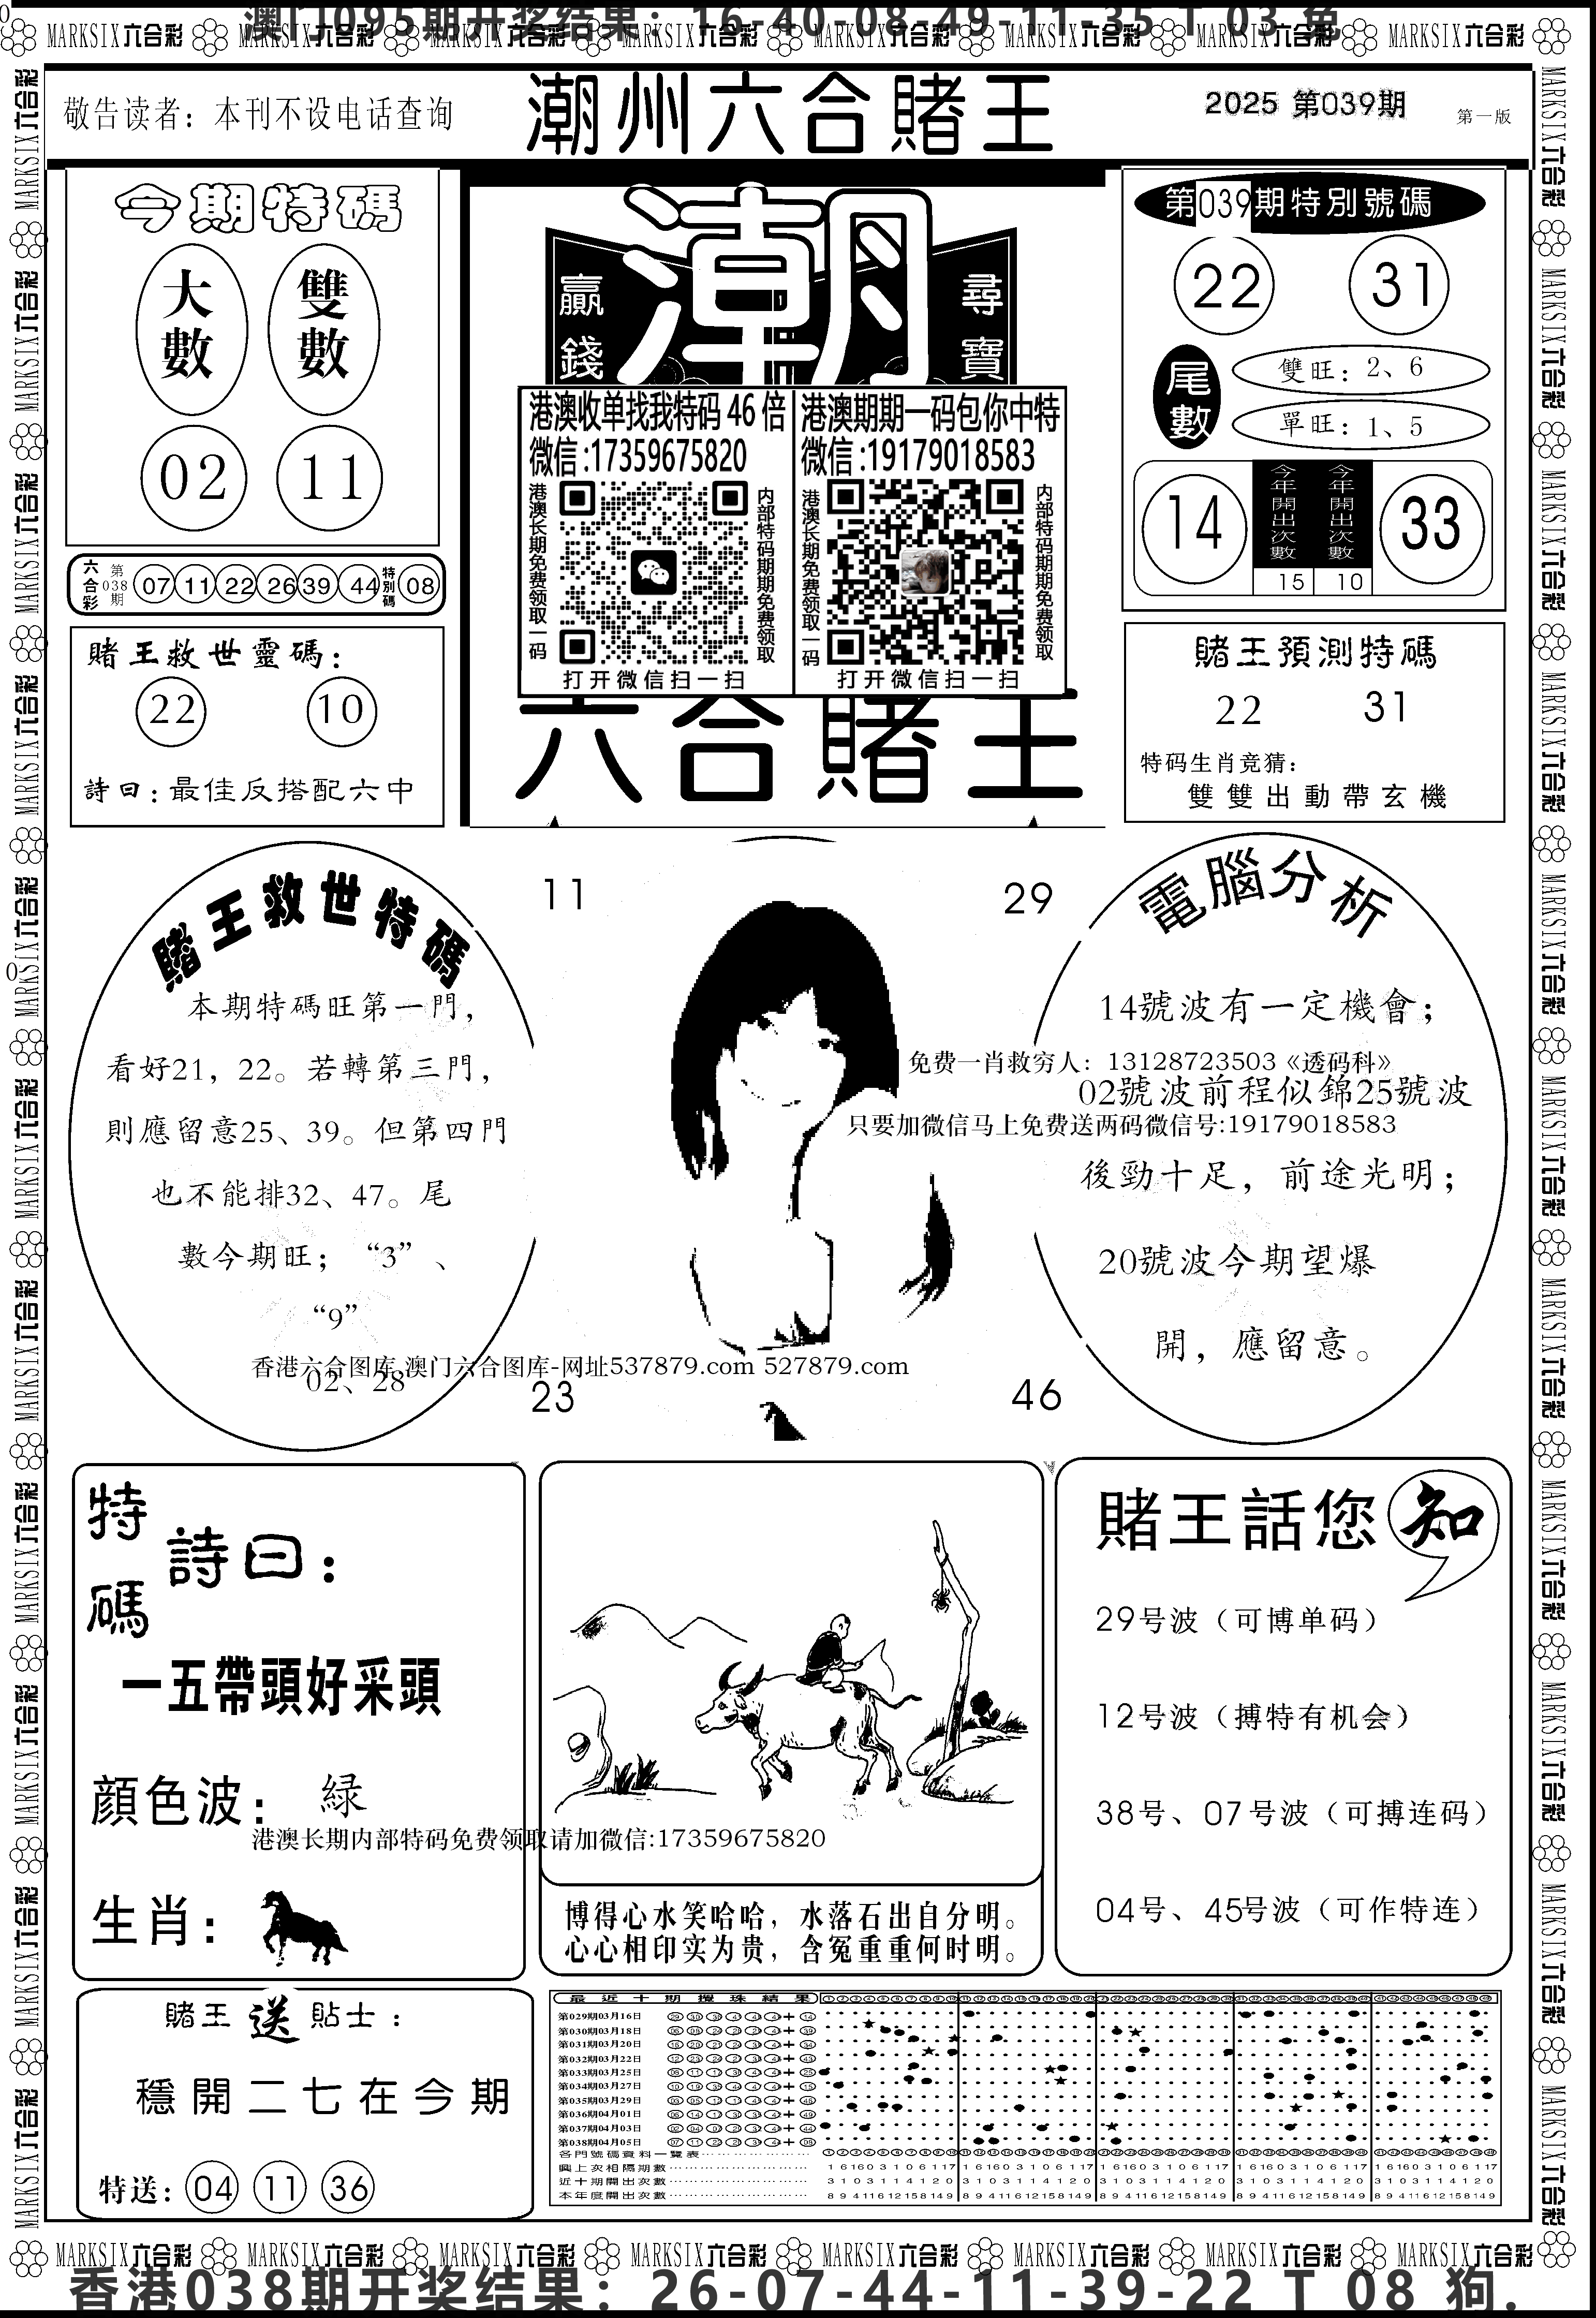 澳门095期开奖结果：16-40-08-49-11-35 T 03 兔
MARKSIX六合彩 MARKSIX六合彩 MARKSIX六合彩 MARKSIX六合彩 MARKSIX六合彩 MARKSIX六合彩 MARKSIX六合彩 MARKSIX六合彩
敬告读者：本刊不设电话查询
潮州六合賭王
2025 第039期
第一版
今期特碼
大數 雙數
02 11
六合彩 第038期 07 11 22 26 39 44 特別碼 08
賭王救世靈碼：
22 10
詩曰：最佳反搭配六中
潮
贏錢
尋寶
港澳收单找我特码 46 倍
微信:17359675820
港澳长期免费领取一码
内部特码期期免费领取
打开微信扫一扫
港澳期期一码包你中特
微信:19179018583
港澳长期免费领取一码
内部特码期期免费领取
打开微信扫一扫
六合賭王
第039期特別號碼
22 31
尾數
雙旺：2、6
單旺：1、5
14 今年開出次數 15 今年開出次數 10 33
賭王預測特碼
22 31
特码生肖竞猜：
雙雙出動帶玄機
賭王救世特碼
本期特碼旺第一門，
看好21，22。若轉第三門，
則應留意25、39。但第四門
也不能排32、47。尾
數今期旺；“3”、
“9”
02、28
11 29
23 46
電腦分析
14號波有一定機會；
02號波前程似錦25號波
後勁十足，前途光明；
20號波今期望爆
開，應留意。
免费一肖救穷人：13128723503《透码科》
只要加微信马上免费送两码微信号:19179018583
香港六合图库 澳门六合图库-网址537879.com 527879.com
特碼詩曰：
一五帶頭好采頭
顏色波：緑
港澳长期内部特码免费领取请加微信:17359675820
生肖：
博得心水笑哈哈，水落石出自分明。
心心相印实为贵，含冤重重何时明。
賭王話您知
29号波（可博单码）
12号波（搏特有机会）
38号、07号波（可搏连码）
04号、45号波（可作特连）
賭王送貼士：
穩開二七在今期
特送：04 11 36
最近十期攪珠結果
第029期03月16日
第030期03月18日
第031期03月20日
第032期03月22日
第033期03月25日
第034期03月27日
第035期03月29日
第036期04月01日
第037期04月03日
第038期04月05日
各門號碼資料一覽表
與上次相隔期數
近十期開出次數
本年度開出次數
MARKSIX六合彩 MARKSIX六合彩 MARKSIX六合彩 MARKSIX六合彩 MARKSIX六合彩 MARKSIX六合彩 MARKSIX六合彩 MARKSIX六合彩
香港038期开奖结果：26-07-44-11-39-22 T 08 狗.